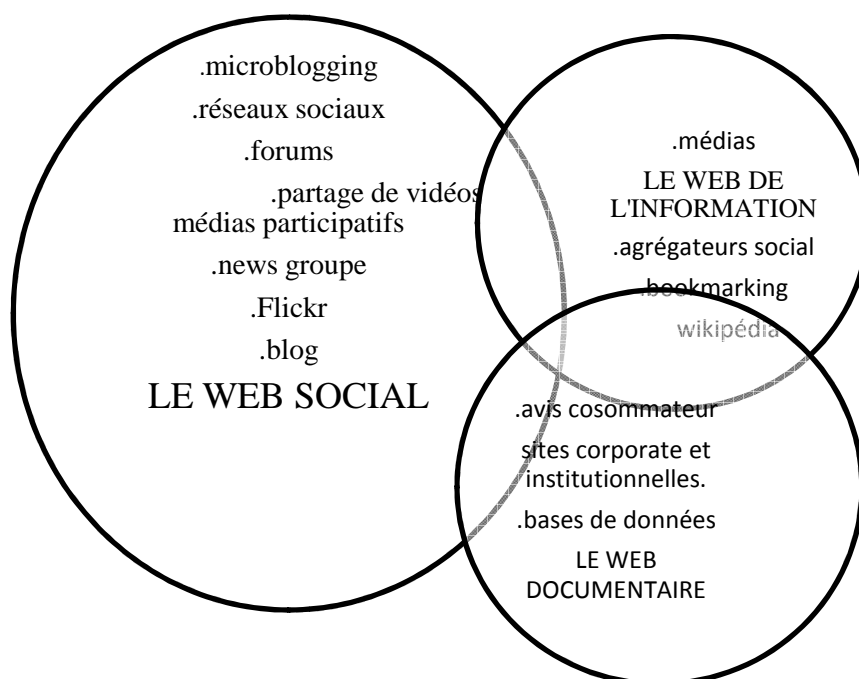 .microblogging
.réseaux sociaux
.forums
.partage de vidéos
médias participatifs
.news groupe
.Flickr
.blog
LE WEB SOCIAL
.médias
LE WEB DE
L'INFORMATION
.agrégateurs social
.bookmarking
wikipédia
.avis cosommateur
sites corporate et
institutionnelles.
.bases de données
LE WEB
DOCUMENTAIRE